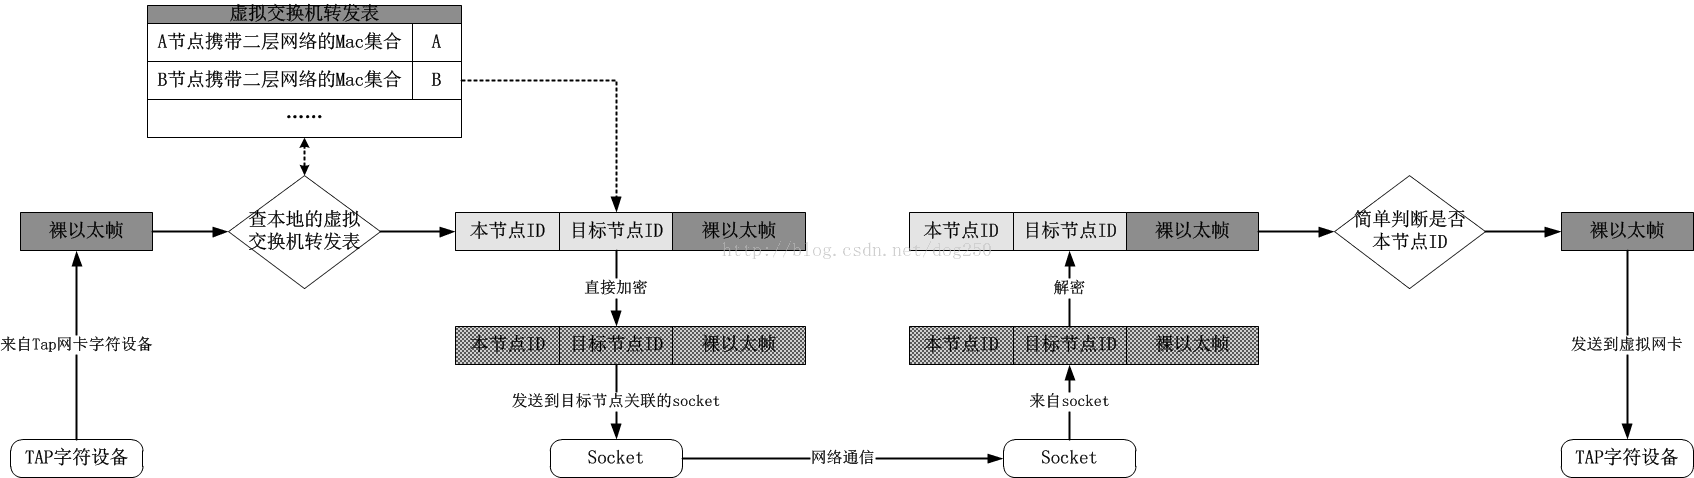 虚拟交换机转发表
A节点携带二层网络的Mac集合 A
B节点携带二层网络的Mac集合 B
……
裸以太帧
查本地的虚拟
交换机转发表
本节点ID 目标节点ID 裸以太帧
本节点ID 目标节点ID 裸以太帧
简单判断是否
本节点ID
裸以太帧
http://blog.csdn.net/dog250
直接加密
解密
来自Tap网卡字符设备
本节点ID 目标节点ID 裸以太帧
本节点ID 目标节点ID 裸以太帧
发送到虚拟网卡
发送到目标节点关联的socket
来自socket
TAP字符设备
Socket
网络通信
Socket
TAP字符设备